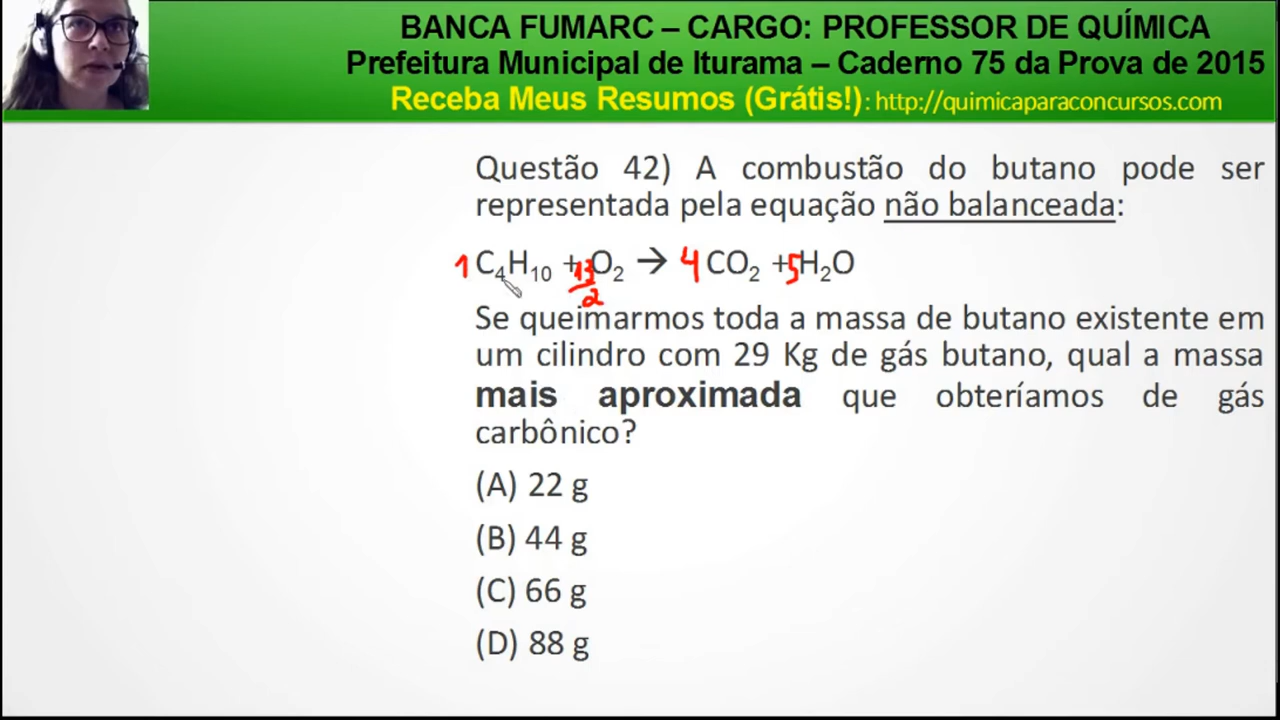 BANCA FUMARC – CARGO: PROFESSOR DE QUÍMICA
Prefeitura Municipal de Iturama – Caderno 75 da Prova de 2015
Receba Meus Resumos (Grátis!): http://quimicaparaconcursos.com
Questão 42) A combustão do butano pode ser
representada pela equação não balanceada:
1 C₄H₁₀ + 13/2 O₂ → 4 CO₂ + 5 H₂O
Se queimarmos toda a massa de butano existente em
um cilindro com 29 Kg de gás butano, qual a massa
mais aproximada que obteríamos de gás
carbônico?
(A) 22 g
(B) 44 g
(C) 66 g
(D) 88 g